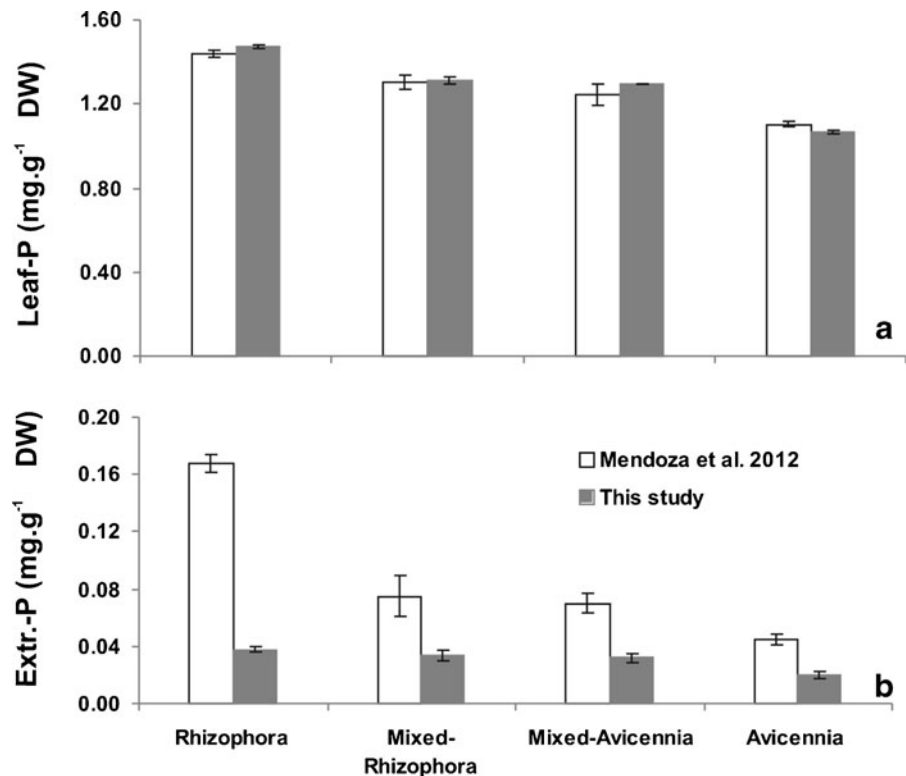 1.60
1.20
0.80
0.40
0.00
Leaf-P (mg.g⁻¹ DW)
a
0.20
0.16
0.12
0.08
0.04
0.00
Extr.-P (mg.g⁻¹ DW)
Mendoza et al. 2012
This study
b
Rhizophora
Mixed-
Rhizophora
Mixed-Avicennia
Avicennia